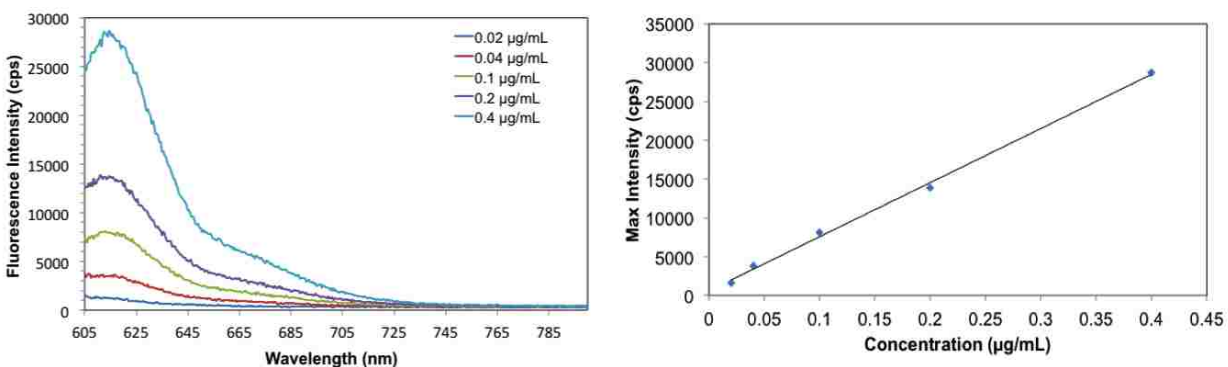 Fluorescence Intensity (cps)
30000
25000
20000
15000
10000
5000
0
0.02 µg/mL
0.04 µg/mL
0.1 µg/mL
0.2 µg/mL
0.4 µg/mL
605 625 645 665 685 705 725 745 765 785
Wavelength (nm)
Max Intensity (cps)
35000
30000
25000
20000
15000
10000
5000
0
0 0.05 0.1 0.15 0.2 0.25 0.3 0.35 0.4 0.45
Concentration (µg/mL)